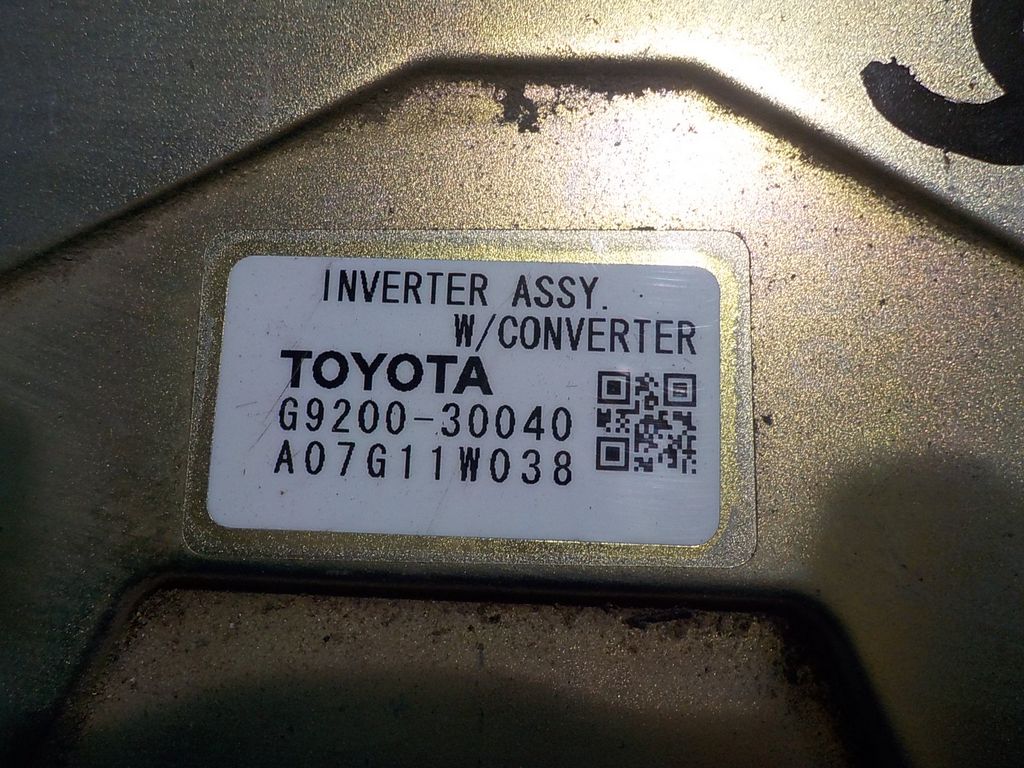 INVERTER ASSY.
W/CONVERTER
TOYOTA
G9200-30040
A07G11W038